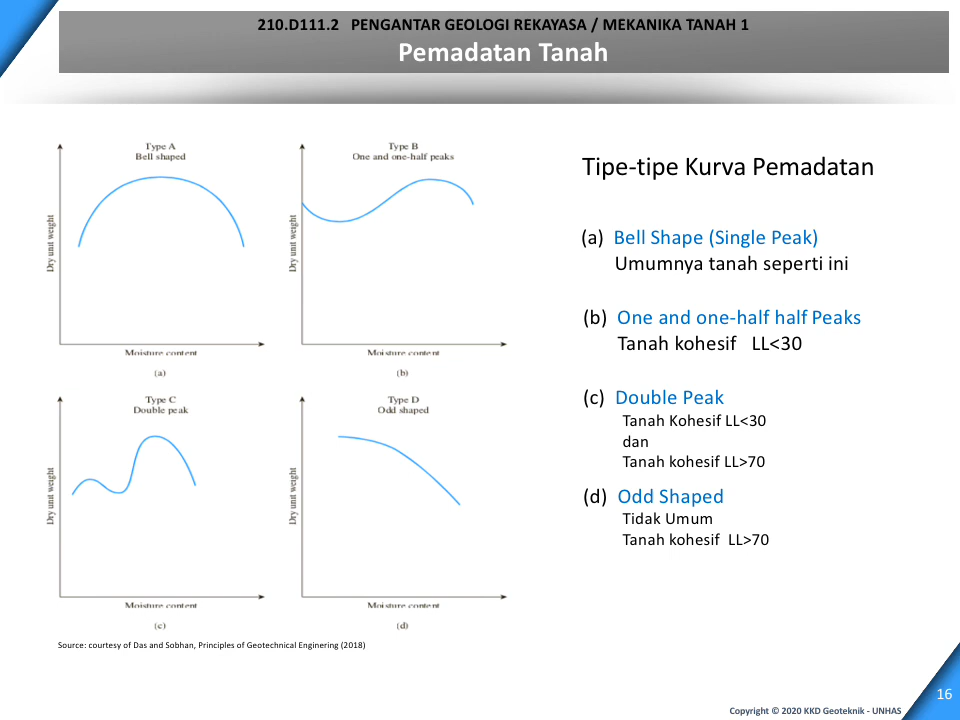 210.D111.2 PENGANTAR GEOLOGI REKAYASA / MEKANIKA TANAH 1
Pemadatan Tanah
Type A
Bell shaped
Dry unit weight
Moisture content
(a)
Type B
One and one-half peaks
Dry unit weight
Moisture content
(b)
Type C
Double peak
Dry unit weight
Moisture content
(c)
Type D
Odd shaped
Dry unit weight
Moisture content
(d)
Source: courtesy of Das and Sobhan, Principles of Geotechnical Enginering (2018)
Tipe-tipe Kurva Pemadatan
(a) Bell Shape (Single Peak)
Umumnya tanah seperti ini
(b) One and one-half half Peaks
Tanah kohesif LL<30
(c) Double Peak
Tanah Kohesif LL<30
dan
Tanah kohesif LL>70
(d) Odd Shaped
Tidak Umum
Tanah kohesif LL>70
16
Copyright © 2020 KKD Geoteknik - UNHAS